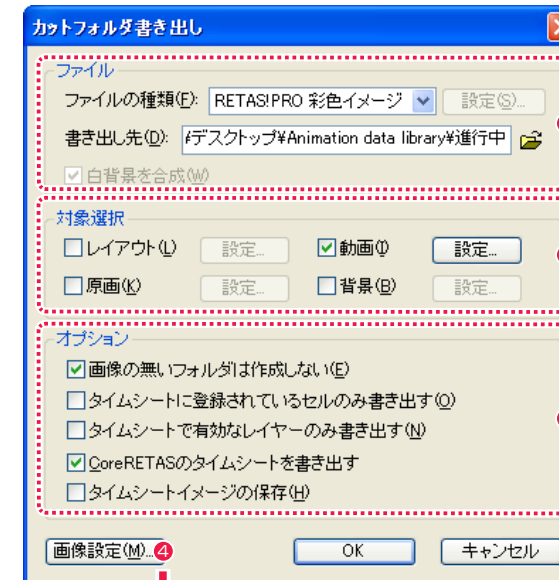 カットフォルダ書き出し
ファイル
ファイルの種類(F): RETAS!PRO 彩色イメージ 設定(S)...
書き出し先(D): デスクトップ¥Animation data library¥進行中
白背景を合成(W)
対象選択
レイアウト(L) 設定... 動画(I) 設定...
原画(K) 設定... 背景(B) 設定...
オプション
画像の無いフォルダは作成しない(E)
タイムシートに登録されているセルのみ書き出す(O)
タイムシートで有効なレイヤーのみ書き出す(N)
CoreRETASのタイムシートを書き出す
タイムシートイメージの保存(H)
画像設定(M)... 4 OK キャンセル